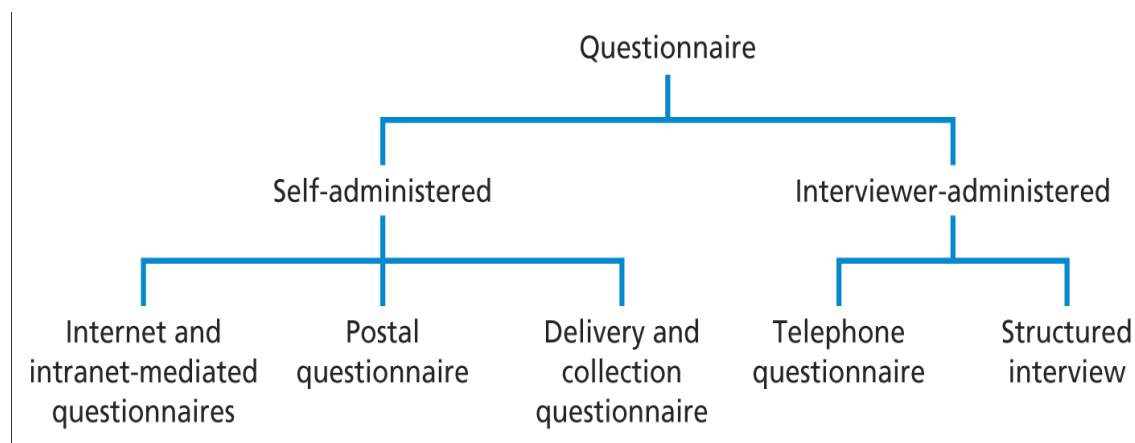 Questionnaire
Self-administered
Interviewer-administered
Internet and
intranet-mediated
questionnaires
Postal
questionnaire
Delivery and
collection
questionnaire
Telephone
questionnaire
Structured
interview